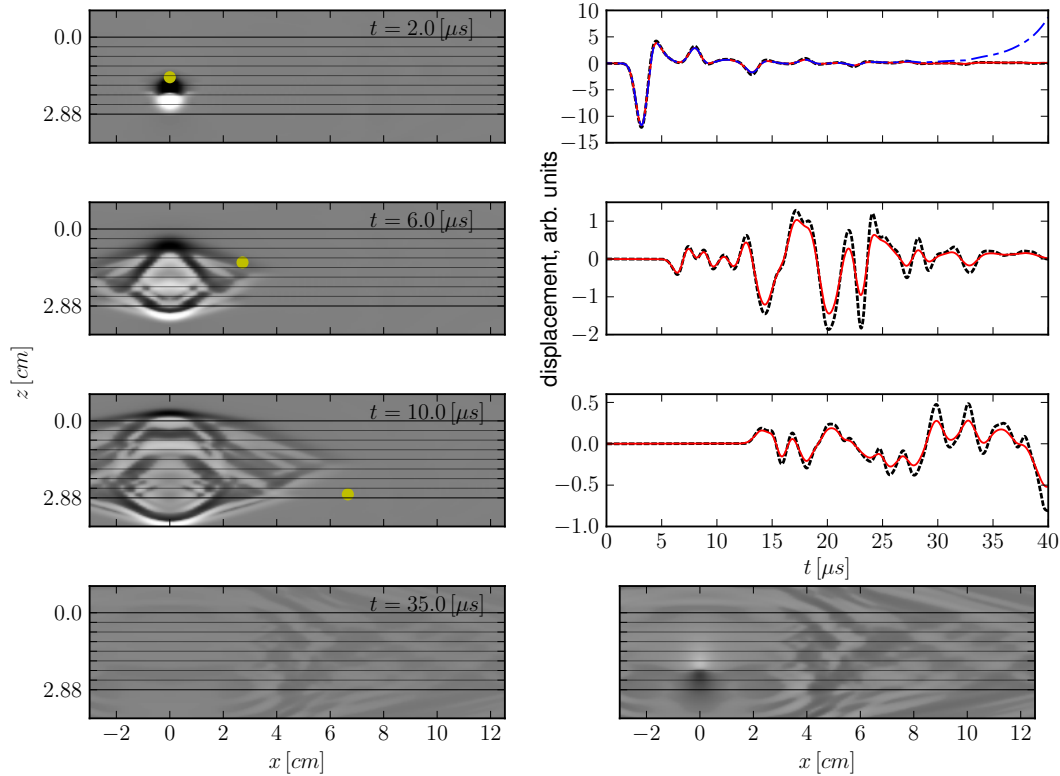 t = 2.0 [μs]
0.0
2.88
10
5
0
−5
−10
−15
t = 6.0 [μs]
0.0
2.88
1
0
−1
−2
z [cm]
displacement, arb. units
t = 10.0 [μs]
0.0
2.88
0.5
0.0
−0.5
−1.0
0 5 10 15 20 25 30 35 40
t [μs]
t = 35.0 [μs]
0.0
2.88
−2 0 2 4 6 8 10 12
x [cm]
−2 0 2 4 6 8 10 12
x [cm]